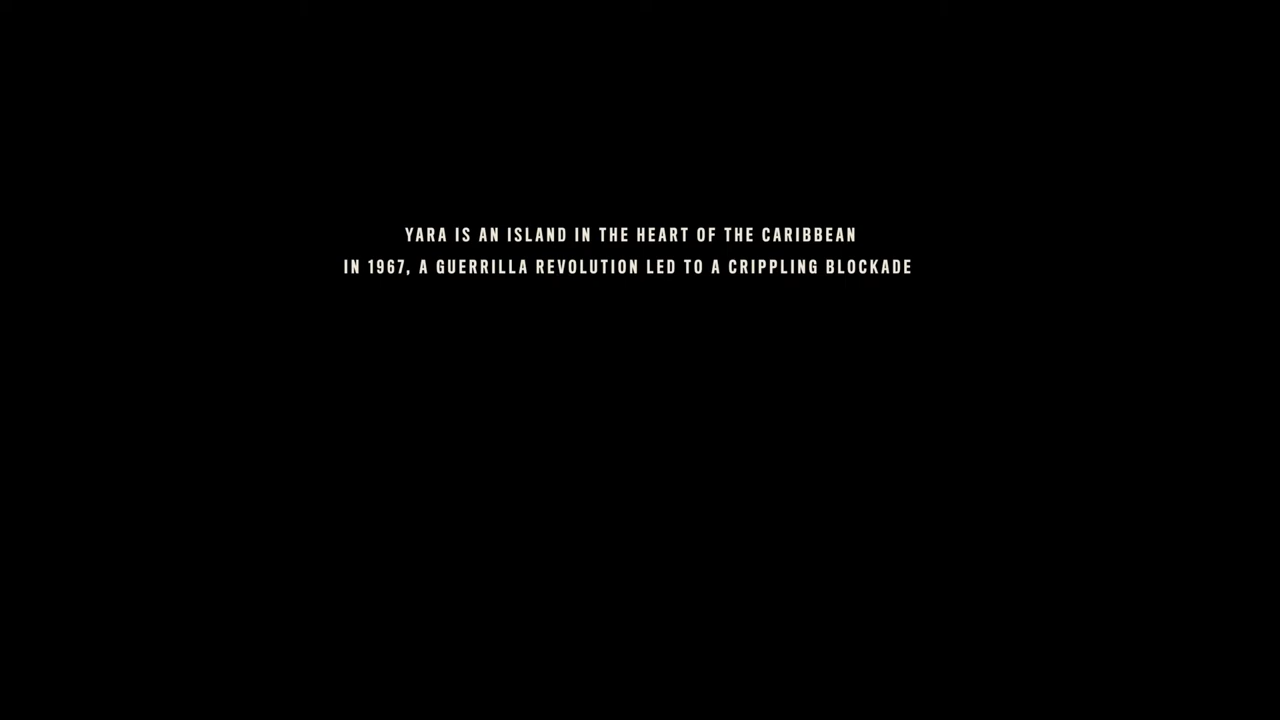 YARA IS AN ISLAND IN THE HEART OF THE CARIBBEAN
IN 1967, A GUERRILLA REVOLUTION LED TO A CRIPPLING BLOCKADE